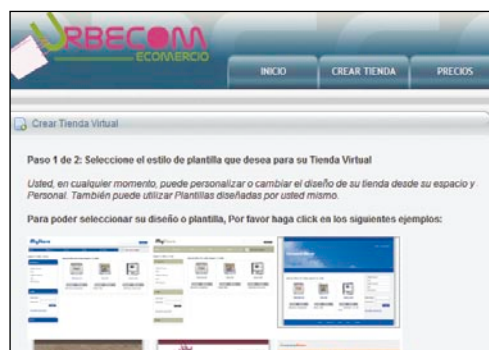 URBECOM
ECOMERCIO
INICIO CREAR TIENDA PRECIOS
Crear Tienda Virtual
Paso 1 de 2: Seleccione el estilo de plantilla que desea para su Tienda Virtual
Usted, en cualquier momento, puede personalizar o cambiar el diseño de su tienda desde su espacio y
Personal. También puede utilizar Plantillas diseñadas por usted mismo.
Para poder seleccionar su diseño o plantilla, Por favor haga click en los siguientes ejemplos:
MyStore MyStore